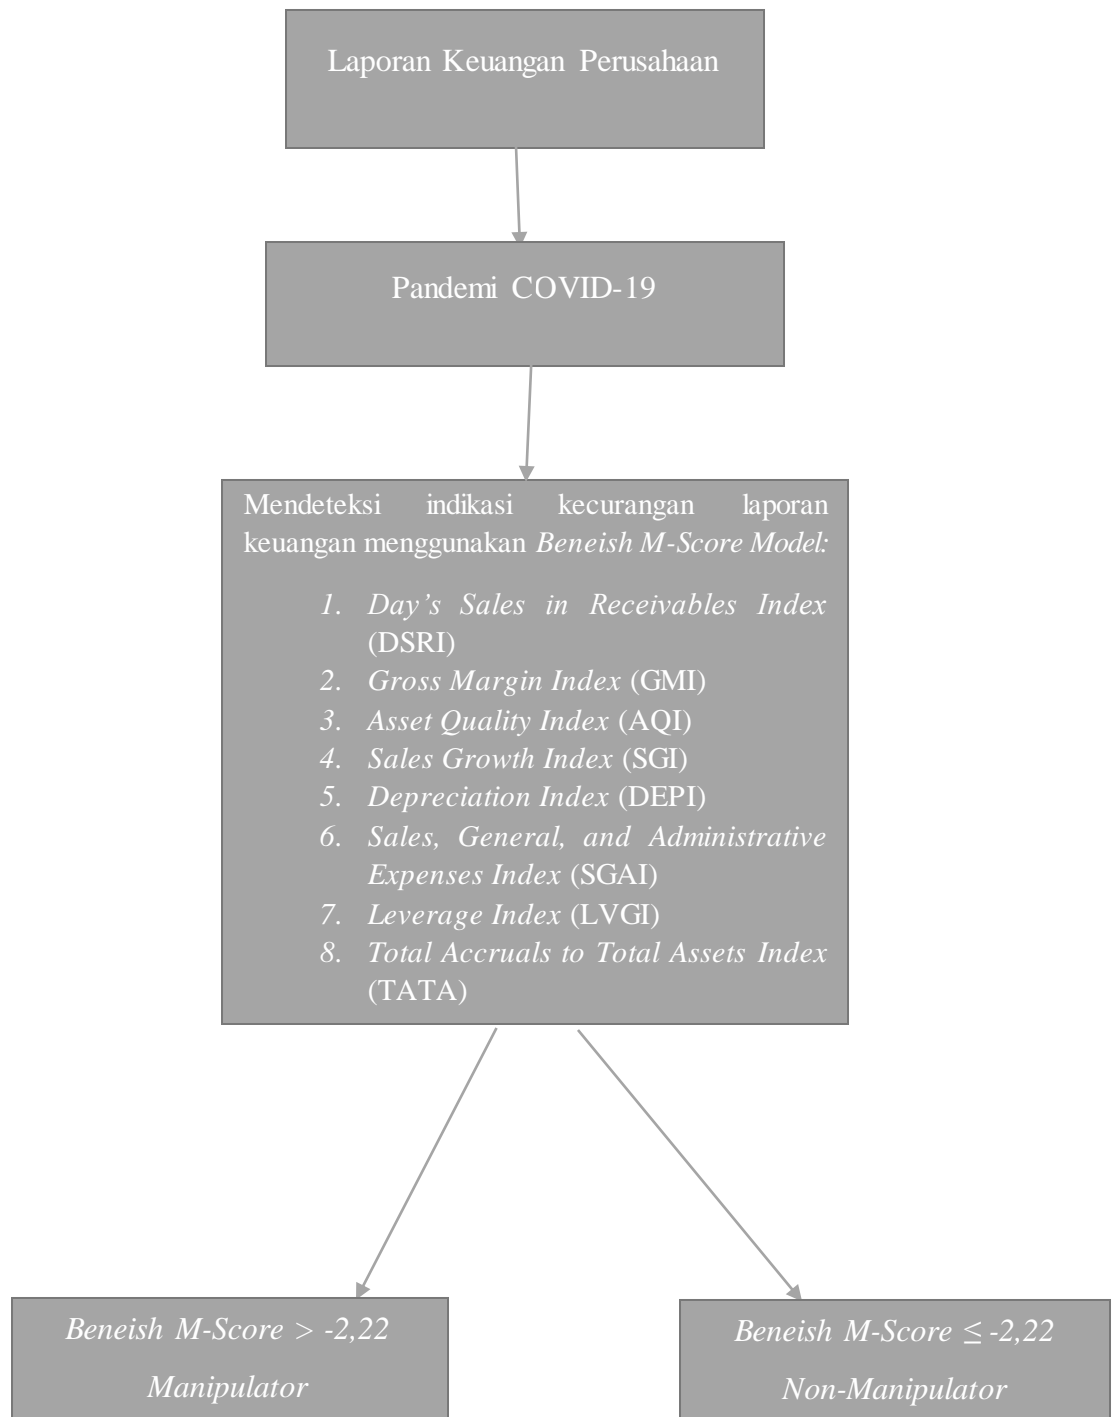 Laporan Keuangan Perusahaan
Pandemi COVID-19
Mendeteksi indikasi kecurangan laporan
keuangan menggunakan Beneish M-Score Model:
1. Day’s Sales in Receivables Index
(DSRI)
2. Gross Margin Index (GMI)
3. Asset Quality Index (AQI)
4. Sales Growth Index (SGI)
5. Depreciation Index (DEPI)
6. Sales, General, and Administrative
Expenses Index (SGAI)
7. Leverage Index (LVGI)
8. Total Accruals to Total Assets Index
(TATA)
Beneish M-Score > -2,22
Manipulator
Beneish M-Score ≤ -2,22
Non-Manipulator